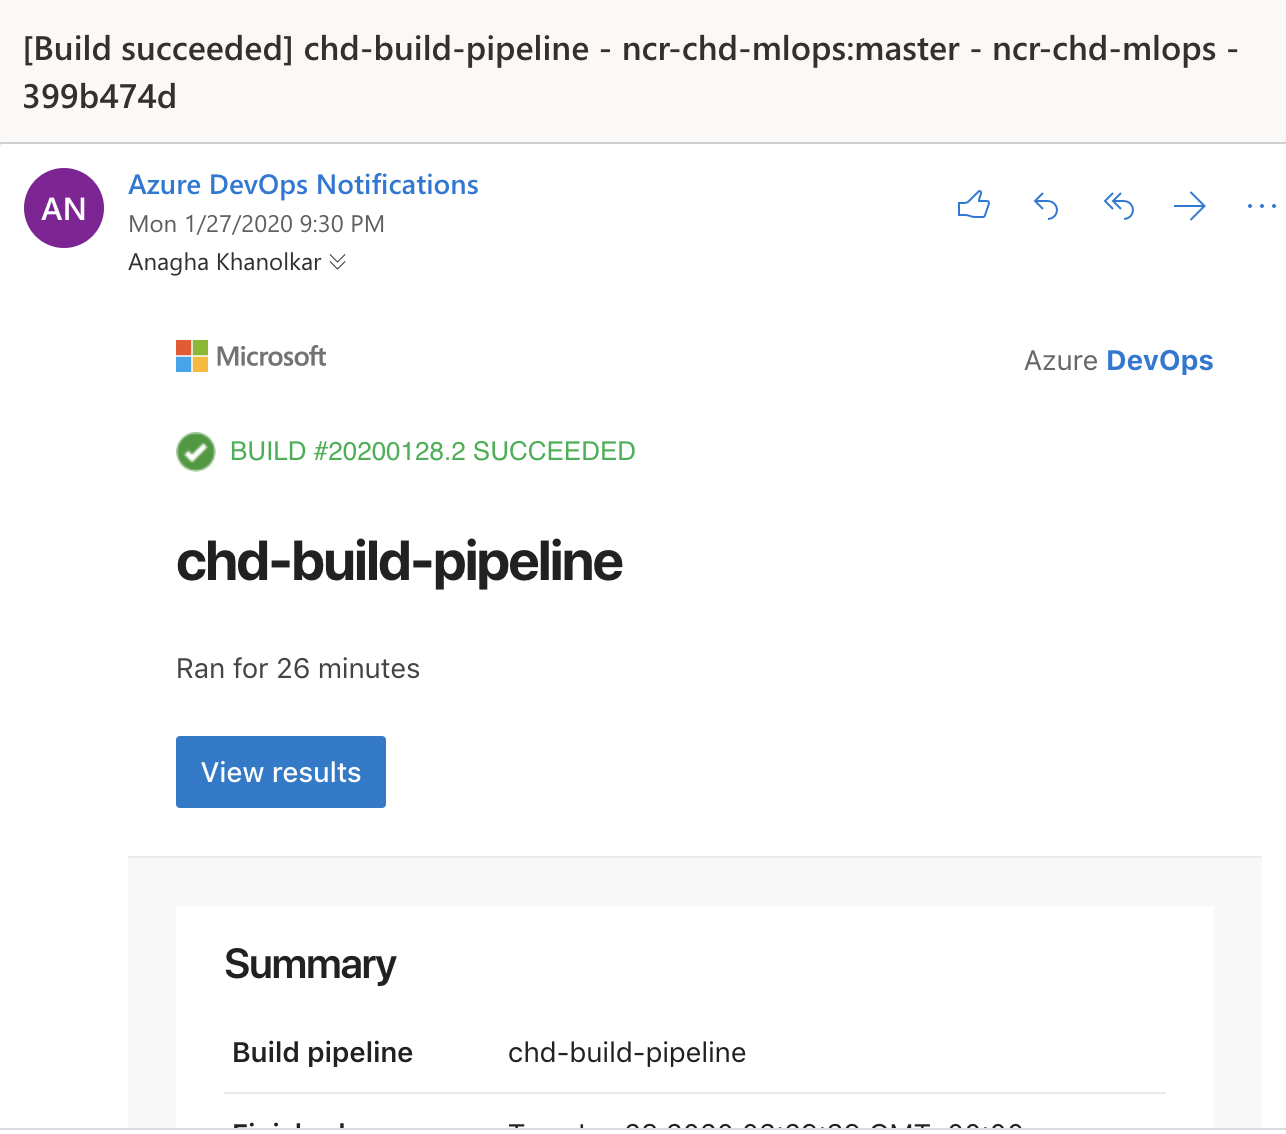 [Build succeeded] chd-build-pipeline - ncr-chd-mlops:master - ncr-chd-mlops -
399b474d
AN
Azure DevOps Notifications
Mon 1/27/2020 9:30 PM
Anagha Khanolkar
Microsoft
Azure DevOps
BUILD #20200128.2 SUCCEEDED
chd-build-pipeline
Ran for 26 minutes
View results
Summary
Build pipeline chd-build-pipeline